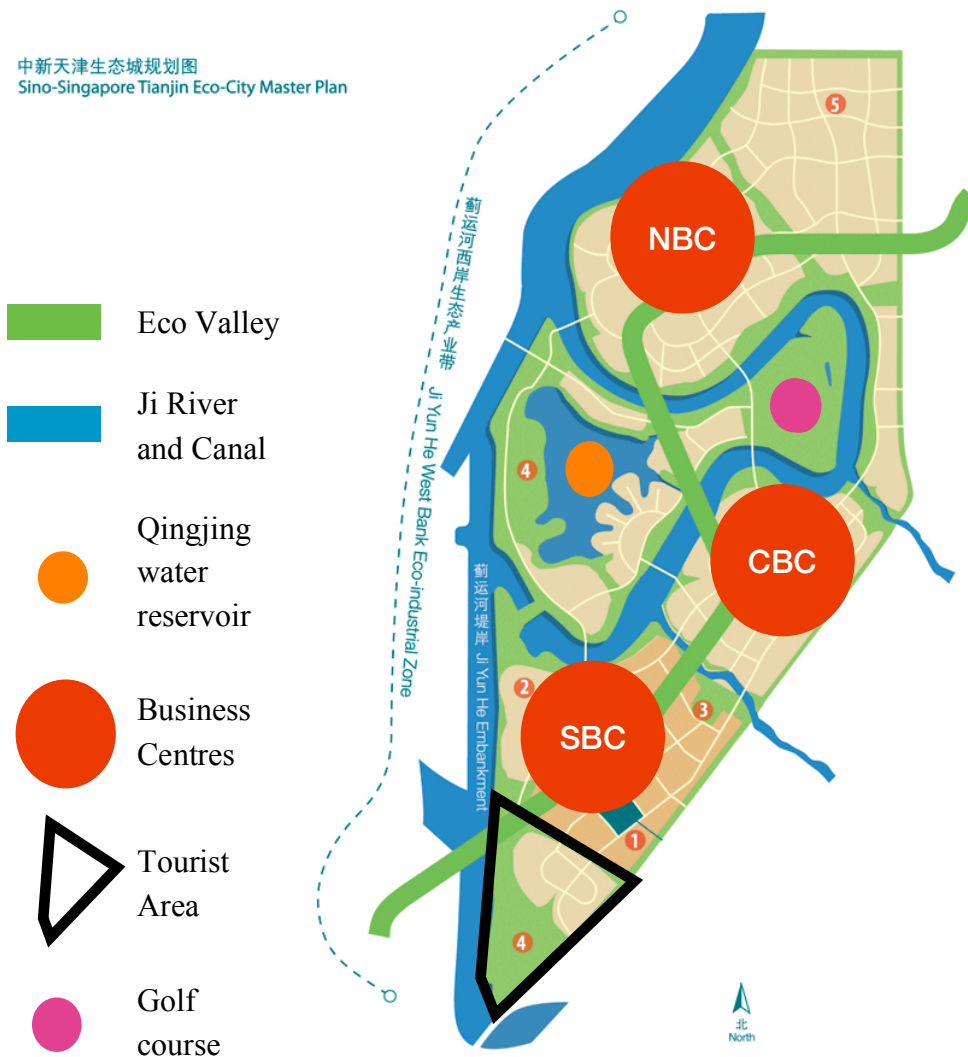 中新天津生态城规划图
Sino-Singapore Tianjin Eco-City Master Plan
5
NBC
蓟运河西岸生态产业带 Ji Yun He West Bank Eco-industrial Zone
Eco Valley
Ji River
and Canal
4
Qingjing
water
reservoir
CBC
蓟运河堤岸 Ji Yun He Embankment
2
3
SBC
Business
Centres
1
Tourist
Area
4
Golf
course
北
North